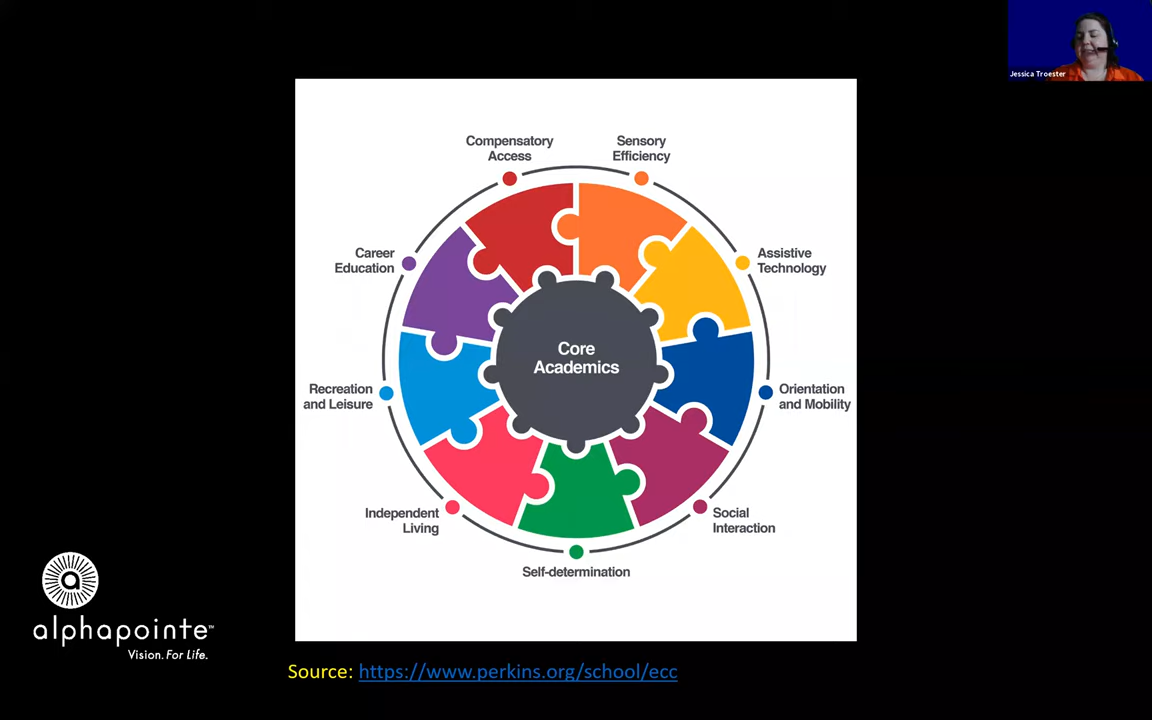 Jessica Troester
Compensatory
Access
Sensory
Efficiency
Career
Education
Assistive
Technology
Core
Academics
Recreation
and Leisure
Orientation
and Mobility
Independent
Living
Social
Interaction
Self-determination
alphapointe™
Vision. For Life.
Source: https://www.perkins.org/school/ecc